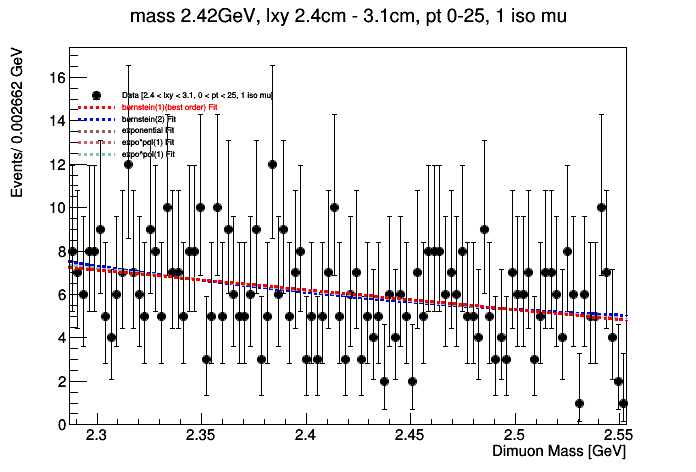 mass 2.42GeV, lxy 2.4cm - 3.1cm, pt 0-25, 1 iso mu
Events/ 0.002662 GeV
16
14
12
10
8
6
4
2
0
Data [2.4 < lxy < 3.1, 0 < pt < 25, 1 iso mu]
bernstein(1)(best order) Fit
bernstein(2) Fit
exponential Fit
expo*pol(1) Fit
expo*pol(1) Fit
2.3
2.35
2.4
2.45
2.5
2.55
Dimuon Mass [GeV]